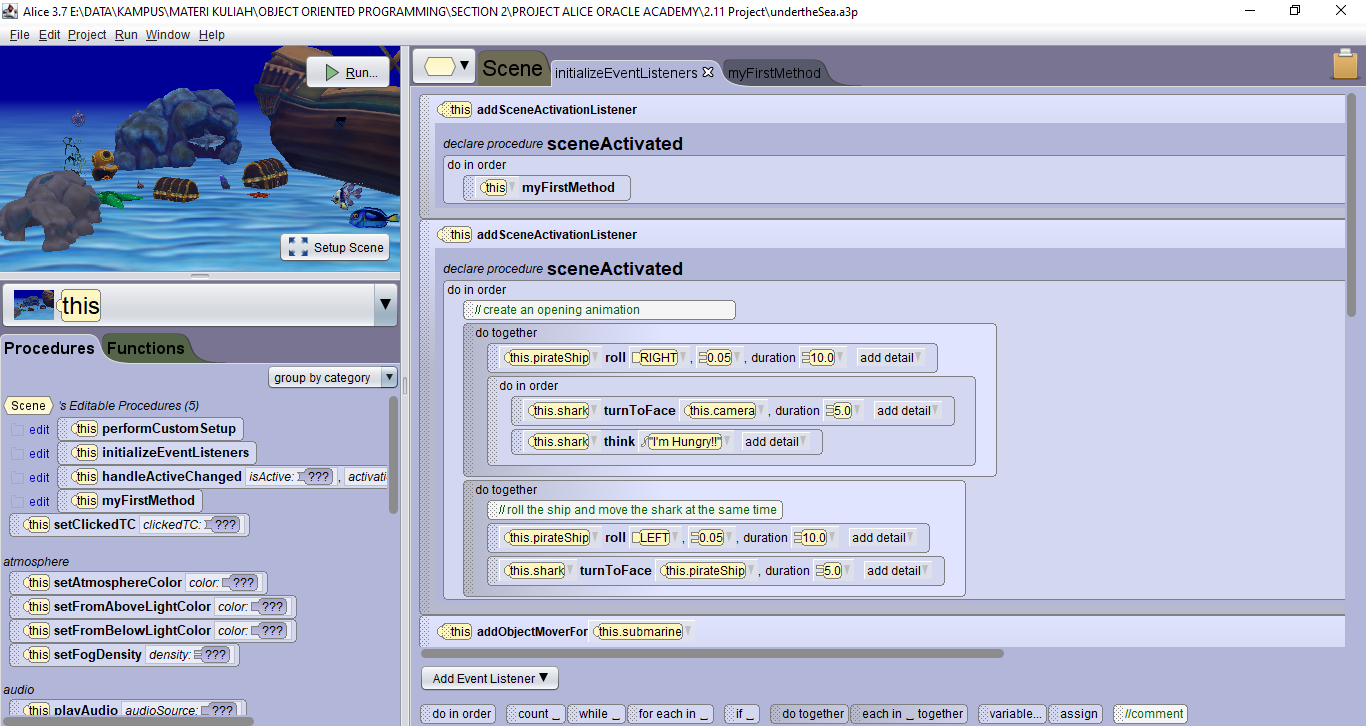 Alice 3.7 E:\DATA\KAMPUS\MATERI KULIAH\OBJECT ORIENTED PROGRAMMING\SECTION 2\PROJECT ALICE ORACLE ACADEMY\2.11 Project\undertheSea.a3p
File Edit Project Run Window Help
Run...
Setup Scene
this
Procedures Functions
group by category
Scene 's Editable Procedures (5)
edit this performCustomSetup
edit this initializeEventListeners
edit this handleActiveChanged isActive: ??? , activati
edit this myFirstMethod
this setClickedTC clickedTC: ???
atmosphere
this setAtmosphereColor color: ???
this setFromAboveLightColor color: ???
this setFromBelowLightColor color: ???
this setFogDensity density: ???
audio
this playAudio audioSource: ???
Scene initializeEventListeners myFirstMethod
this addSceneActivationListener
declare procedure sceneActivated
do in order
this myFirstMethod
this addSceneActivationListener
declare procedure sceneActivated
do in order
// create an opening animation
do together
this.pirateShip roll RIGHT , 0.05 , duration 10.0 add detail
do in order
this.shark turnToFace this.camera , duration 5.0 add detail
this.shark think "I'm Hungry!!" add detail
do together
// roll the ship and move the shark at the same time
this.pirateShip roll LEFT , 0.05 , duration 10.0 add detail
this.shark turnToFace this.pirateShip , duration 5.0 add detail
this addObjectMoverFor this.submarine
Add Event Listener
do in order count _ while _ for each in _ if _ do together each in _ together variable... assign //comment